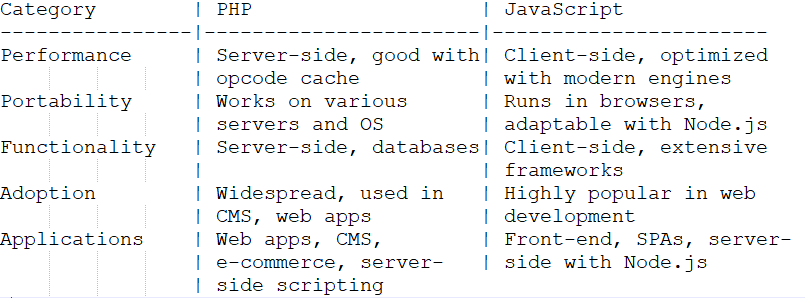 Category | PHP | JavaScript
----------------|-----------------------|-----------------------
Performance | Server-side, good with| Client-side, optimized
| opcode cache | with modern engines
Portability | Works on various | Runs in browsers,
| servers and OS | adaptable with Node.js
Functionality | Server-side, databases| Client-side, extensive
| | frameworks
Adoption | Widespread, used in | Highly popular in web
| CMS, web apps | development
Applications | Web apps, CMS, | Front-end, SPAs, server-
| e-commerce, server- | side with Node.js
| side scripting